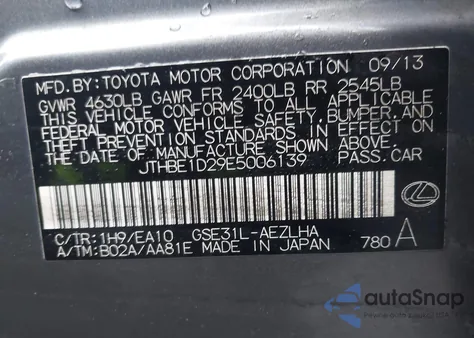 MFD.BY:TOYOTA MOTOR CORPORATION 09/13
GVWR 4630LB GAWR FR 2400LB RR 2545LB
THIS VEHICLE CONFORMS TO ALL APPLICABLE
FEDERAL MOTOR VEHICLE SAFETY,BUMPER,AND
THEFT PREVENTION STANDARDS IN EFFECT ON
THE DATE OF MANUFACTURE SHOWN ABOVE.
JTHBE1D29E5006139 PASS.CAR
C/TR:1H9/EA10 GSE31L-AEZLHA
A/TM:B02A/AA81E MADE IN JAPAN 780 A
autoSnap